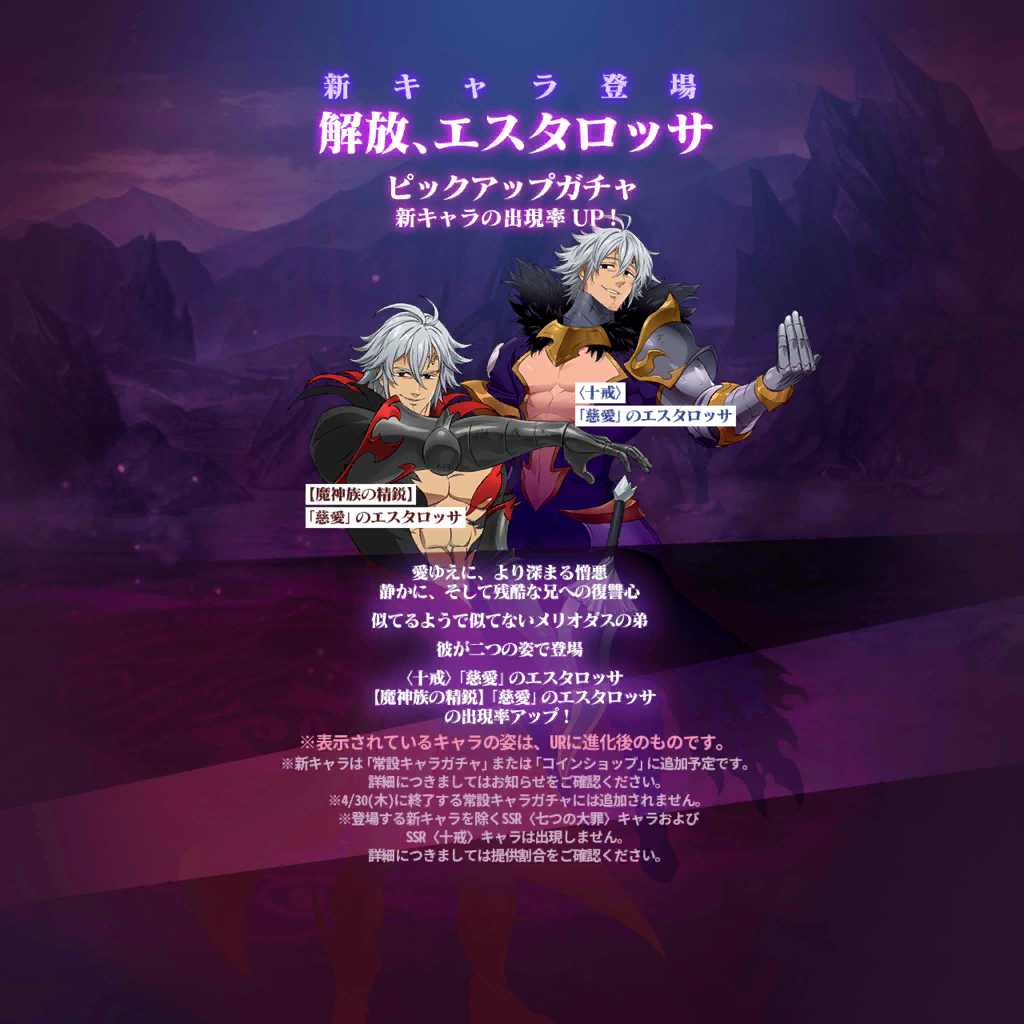 新キャラ登場
解放、エスタロッサ
ピックアップガチャ
新キャラの出現率 UP！
〈十戒〉
「慈愛」のエスタロッサ
【魔神族の精鋭】
「慈愛」のエスタロッサ
愛ゆえに、より深まる憎悪
静かに、そして残酷な兄への復讐心
似てるようで似てないメリオダスの弟
彼が二つの姿で登場
〈十戒〉「慈愛」のエスタロッサ
【魔神族の精鋭】「慈愛」のエスタロッサ
の出現率アップ！
※表示されているキャラの姿は、URに進化後のものです。
※新キャラは「常設キャラガチャ」または「コインショップ」に追加予定です。
詳細につきましてはお知らせをご確認ください。
※4/30(木)に終了する常設キャラガチャには追加されません。
※登場する新キャラを除くSSR〈七つの大罪〉キャラおよび
SSR〈十戒〉キャラは出現しません。
詳細につきましては提供割合をご確認ください。